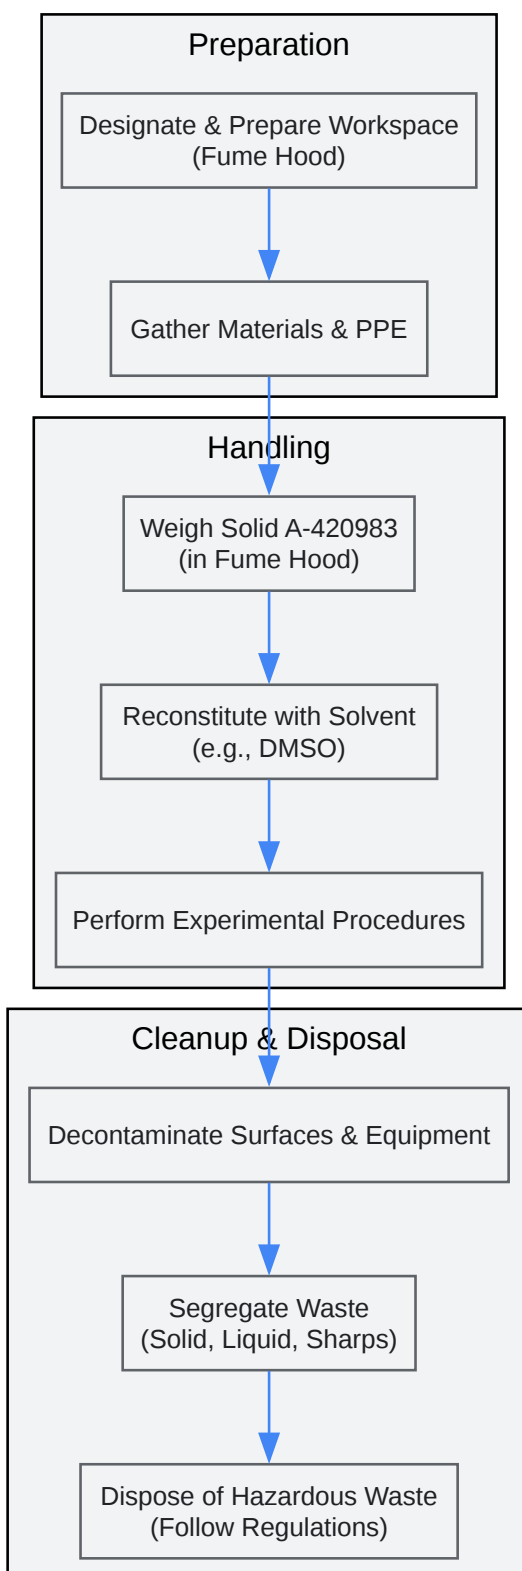 Preparation
Designate & Prepare Workspace
(Fume Hood)
Gather Materials & PPE
Handling
Weigh Solid A-420983
(in Fume Hood)
Reconstitute with Solvent
(e.g., DMSO)
Perform Experimental Procedures
Cleanup & Disposal
Decontaminate Surfaces & Equipment
Segregate Waste
(Solid, Liquid, Sharps)
Dispose of Hazardous Waste
(Follow Regulations)